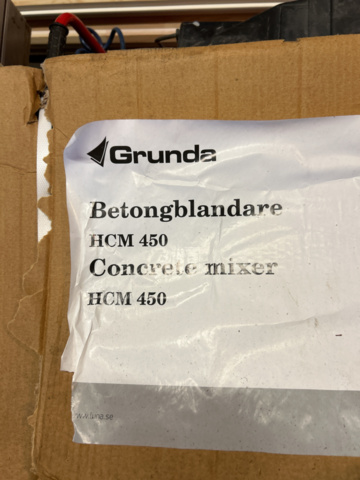 Grunda
Betongblandare
HCM 450
Concrete mixer
HCM 450